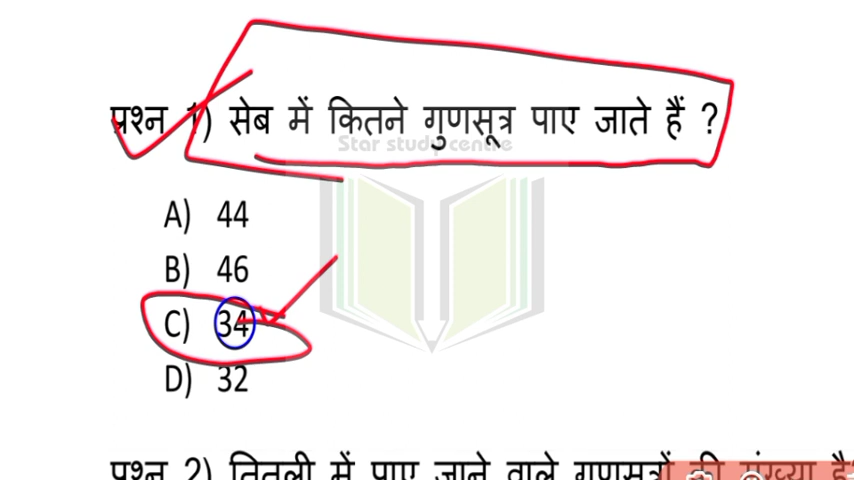 प्रश्न 1) सेब में कितने गुणसूत्र पाए जाते हैं ?
Star study centre
A) 44
B) 46
C) 34
D) 32
प्रश्न 2) तितली में पाए जाने वाले गुणसूत्रों की संख्या है?